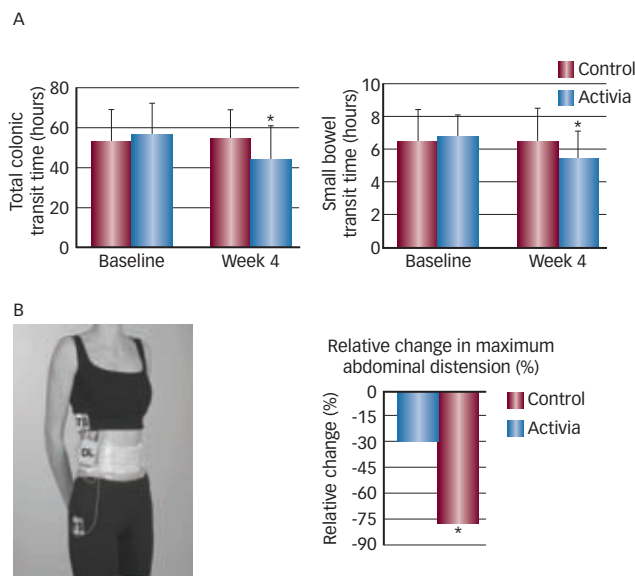 A
Control
Activia
Total colonic
transit time (hours)
80
60
40
20
0
Baseline
Week 4
*
Small bowel
transit time (hours)
10
8
6
4
2
0
Baseline
Week 4
*
B
TS
DL
Relative change in maximum
abdominal distension (%)
Relative change (%)
0
-15
-30
-45
-60
-75
-90
*
Control
Activia